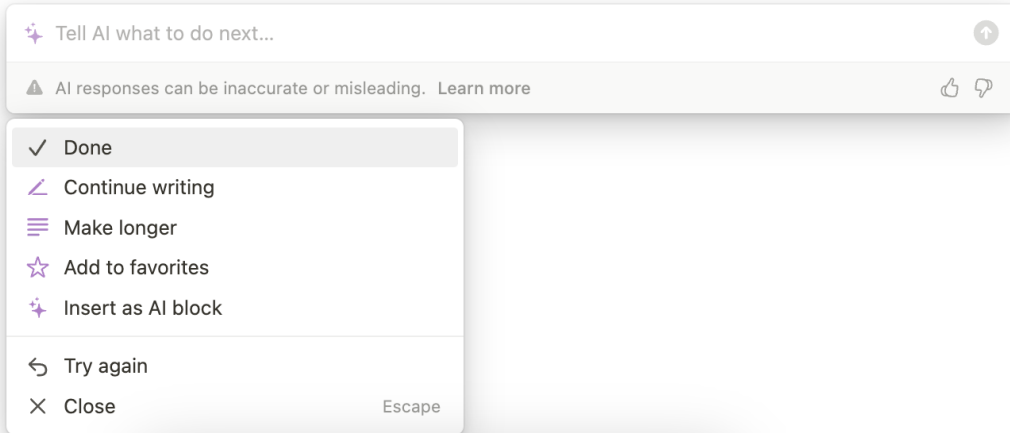 Tell AI what to do next...
AI responses can be inaccurate or misleading. Learn more
Done
Continue writing
Make longer
Add to favorites
Insert as AI block
Try again
Close Escape